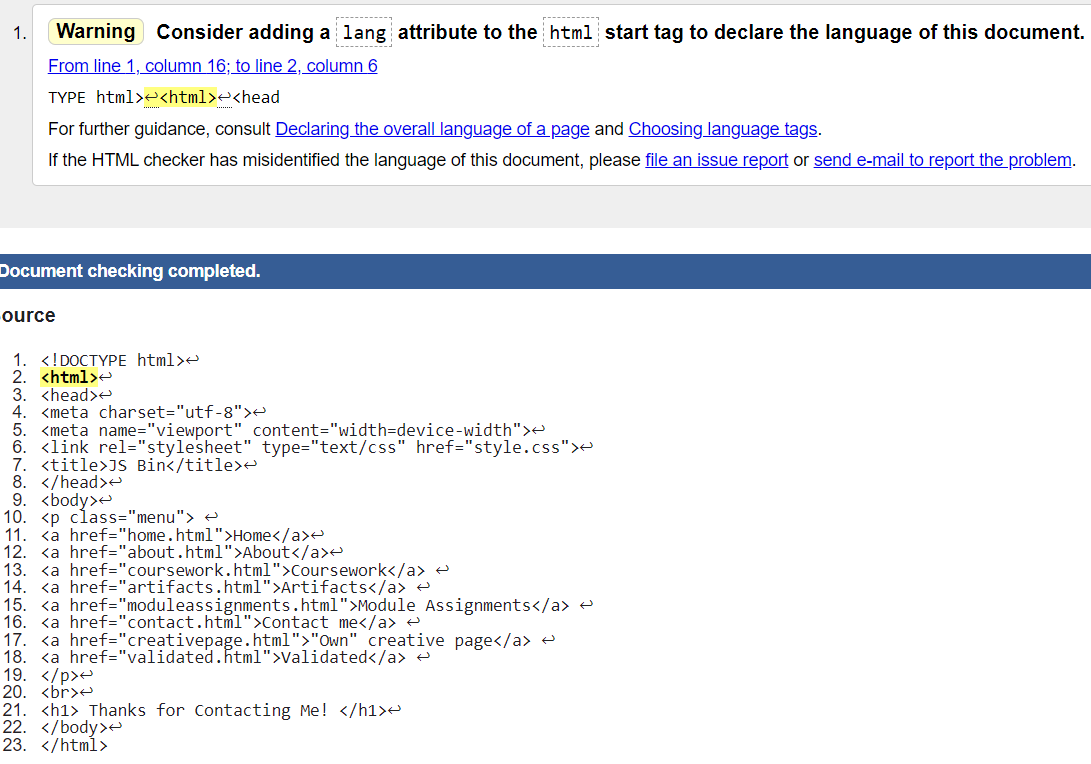 1. Warning Consider adding a lang attribute to the html start tag to declare the language of this document.
From line 1, column 16; to line 2, column 6
TYPE html>↩<html>↩<head
For further guidance, consult Declaring the overall language of a page and Choosing language tags.
If the HTML checker has misidentified the language of this document, please file an issue report or send e-mail to report the problem.
Document checking completed.
ource
1. <!DOCTYPE html>↩
2. <html>↩
3. <head>↩
4. <meta charset="utf-8">↩
5. <meta name="viewport" content="width=device-width">↩
6. <link rel="stylesheet" type="text/css" href="style.css">↩
7. <title>JS Bin</title>↩
8. </head>↩
9. <body>↩
10. <p class="menu"> ↩
11. <a href="home.html">Home</a>↩
12. <a href="about.html">About</a>↩
13. <a href="coursework.html">Coursework</a> ↩
14. <a href="artifacts.html">Artifacts</a> ↩
15. <a href="moduleassignments.html">Module Assignments</a> ↩
16. <a href="contact.html">Contact me</a> ↩
17. <a href="creativepage.html">"Own" creative page</a> ↩
18. <a href="validated.html">Validated</a> ↩
19. </p>↩
20. <br>↩
21. <h1> Thanks for Contacting Me! </h1>↩
22. </body>↩
23. </html>